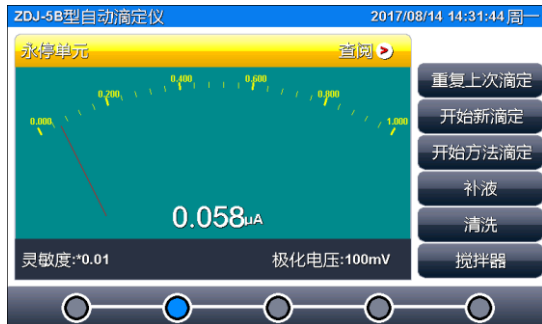 ZDJ-5B型自动滴定仪 2017/08/14 14:31:44 周一
永停单元 查阅
0.000 0.200 0.400 0.600 0.800 1.000
0.058uA
灵敏度:*0.01 极化电压:100mV
重复上次滴定
开始新滴定
开始方法滴定
补液
清洗
搅拌器